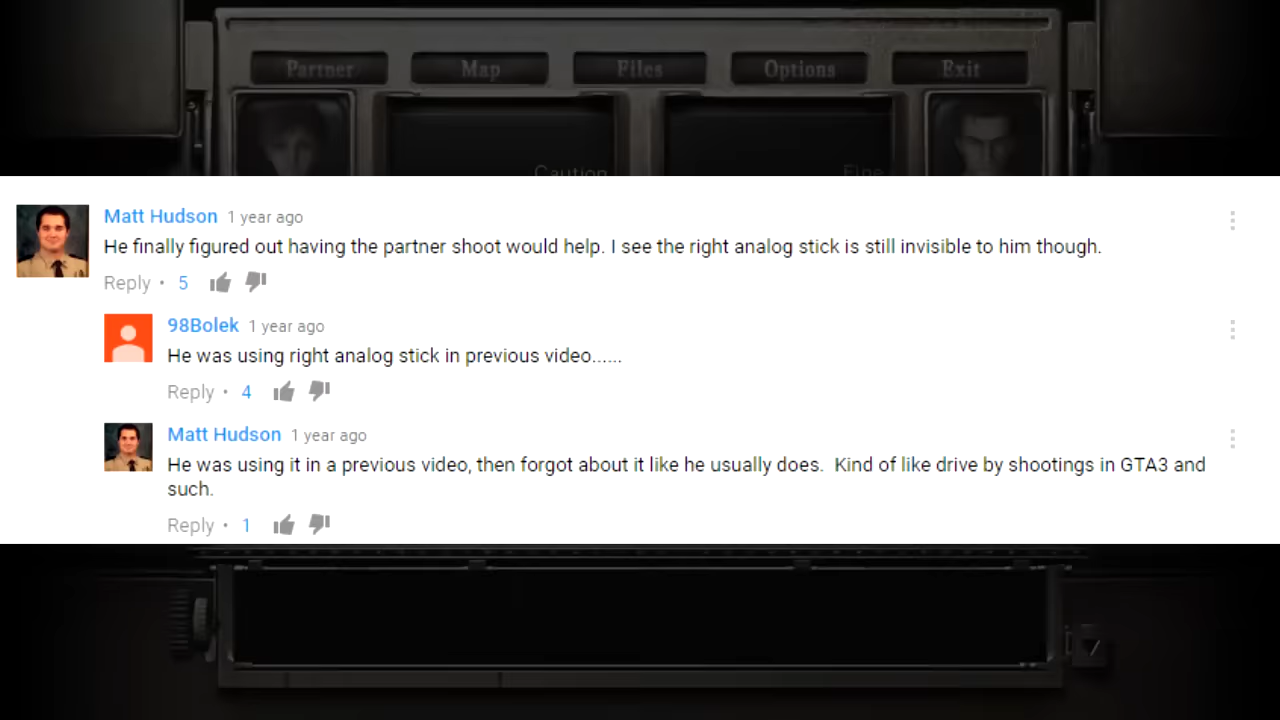 Partner Map Files Options Exit
Caution Fine
Matt Hudson 1 year ago
He finally figured out having the partner shoot would help. I see the right analog stick is still invisible to him though.
Reply • 5
98Bolek 1 year ago
He was using right analog stick in previous video......
Reply • 4
Matt Hudson 1 year ago
He was using it in a previous video, then forgot about it like he usually does.  Kind of like drive by shootings in GTA3 and
such.
Reply • 1